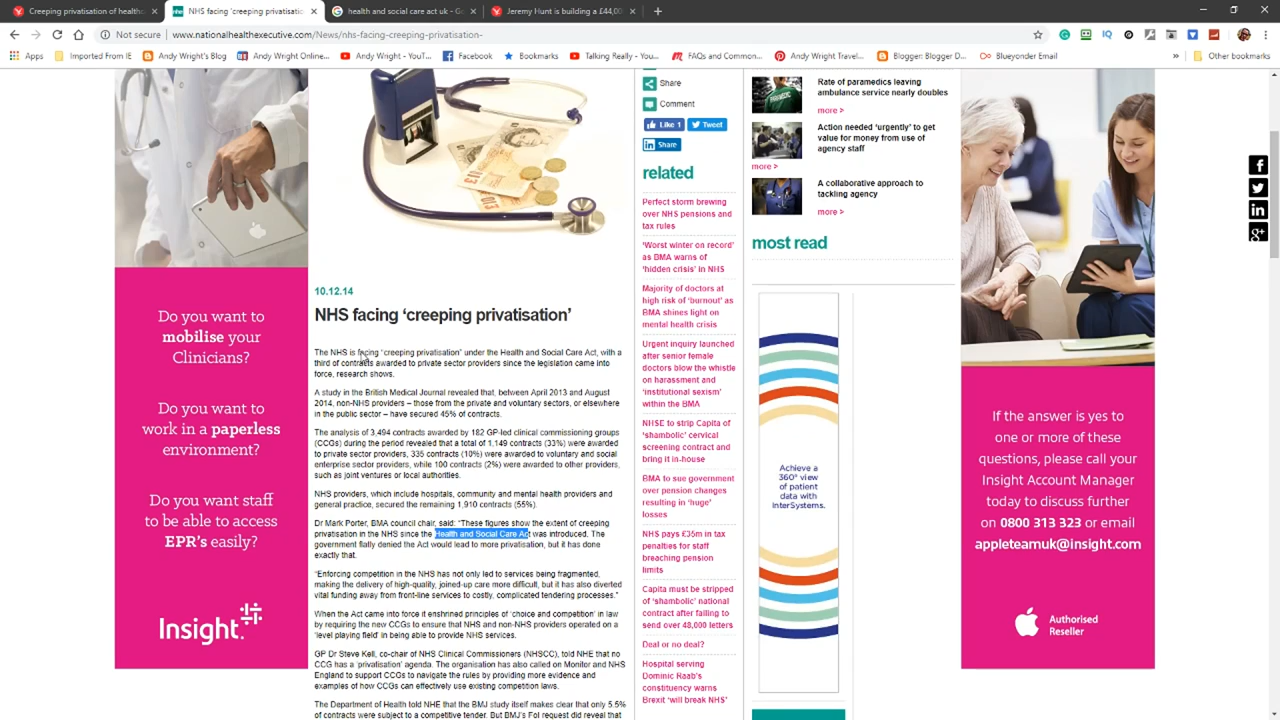 Creeping privatisation of healthc
NHS facing 'creeping privatisatio
health and social care act uk - Go
Jeremy Hunt is building a £44,00
Not secure
www.nationalhealthexecutive.com/News/nhs-facing-creeping-privatisation-
Apps
Imported From IE
Andy Wright's Blog
Andy Wright Online...
Andy Wright - YouT...
Facebook
Bookmarks
Talking Really - You...
FAQs and Common...
Andy Wright Travel...
Blogger: Blogger D...
Blueyonder Email
Other bookmarks
Do you want to
mobilise your
Clinicians?
Do you want to
work in a paperless
environment?
Do you want staff
to be able to access
EPR's easily?
Insight.
10.12.14
NHS facing 'creeping privatisation'
The NHS is facing 'creeping privatisation' under the Health and Social Care Act, with a
third of contracts awarded to private sector providers since the legislation came into
force, research shows.
A study in the British Medical Journal revealed that, between April 2013 and August
2014, non-NHS providers – those from the private and voluntary sectors, or elsewhere
in the public sector – have secured 45% of contracts.
The analysis of 3,494 contracts awarded by 182 GP-led clinical commissioning groups
(CCGs) during the period revealed that a total of 1,149 contracts (33%) were awarded
to private sector providers, 335 contracts (10%) were awarded to voluntary and social
enterprise sector providers, while 100 contracts (2%) were awarded to other providers,
such as joint ventures or local authorities.
NHS providers, which include hospitals, community and mental health providers and
general practice, secured the remaining 1,910 contracts (55%).
Dr Mark Porter, BMA council chair, said: "These figures show the extent of creeping
privatisation in the NHS since the Health and Social Care Act was introduced. The
government flatly denied the Act would lead to more privatisation, but it has done
exactly that.
"Enforcing competition in the NHS has not only led to services being fragmented,
making the delivery of high-quality, joined-up care more difficult, but it has also diverted
vital funding away from front-line services to costly, complicated tendering processes."
When the Act came into force it enshrined principles of 'choice and competition' in law
by requiring the new CCGs to ensure that NHS and non-NHS providers operated on a
'level playing field' in being able to provide NHS services.
GP Dr Steve Kell, co-chair of NHS Clinical Commissioners (NHSCC), told NHE that no
CCG has a 'privatisation' agenda. The organisation has also called on Monitor and NHS
England to support CCGs to navigate the rules by providing more evidence and
examples of how CCGs can effectively use existing competition laws.
The Department of Health told NHE that the BMJ study itself makes clear that only 5.5%
of contracts were subject to a competitive tender. But BMJ's FoI request did reveal that
Share
Comment
Like 1
Tweet
Share
related
Perfect storm brewing
over NHS pensions and
tax rules
'Worst winter on record'
as BMA warns of
'hidden crisis' in NHS
Majority of doctors at
high risk of 'burnout' as
BMA shines light on
mental health crisis
Urgent inquiry launched
after senior female
doctors blow the whistle
on harassment and
'institutional sexism'
within the BMA
NHSE to strip Capita of
'shambolic' cervical
screening contract and
bring it in-house
BMA to sue government
over pension changes
resulting in 'huge'
losses
NHS pays £35m in tax
penalties for staff
breaching pension
limits
Capita must be stripped
of 'shambolic' national
contract after failing to
send over 48,000 letters
Deal or no deal?
Hospital serving
Dominic Raab's
constituency warns
Brexit 'will break NHS'
Rate of paramedics leaving
ambulance service nearly doubles
more >
Action needed 'urgently' to get
value for money from use of
agency staff
more >
A collaborative approach to
tackling agency
more >
most read
Achieve a
360° view
of patient
data with
InterSystems.
If the answer is yes to
one or more of these
questions, please call your
Insight Account Manager
today to discuss further
on 0800 313 323 or email
appleteamuk@insight.com
Authorised
Reseller